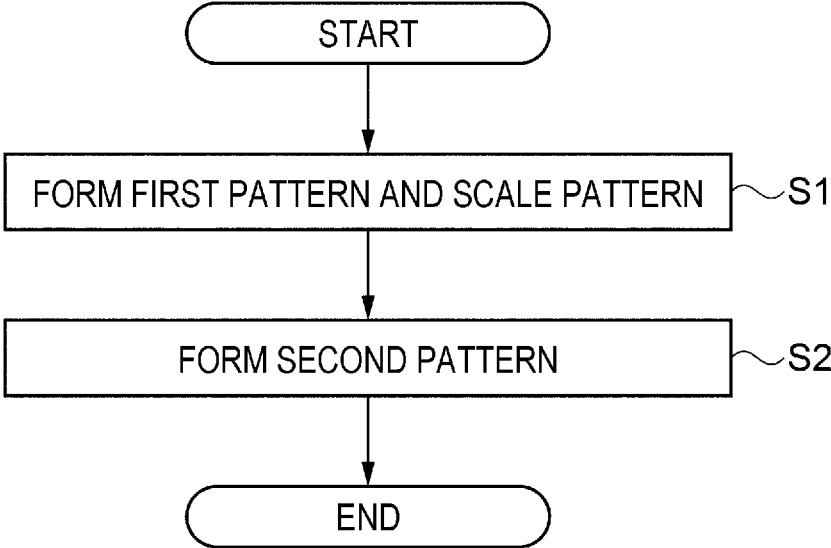 START
FORM FIRST PATTERN AND SCALE PATTERN
S1
FORM SECOND PATTERN
S2
END